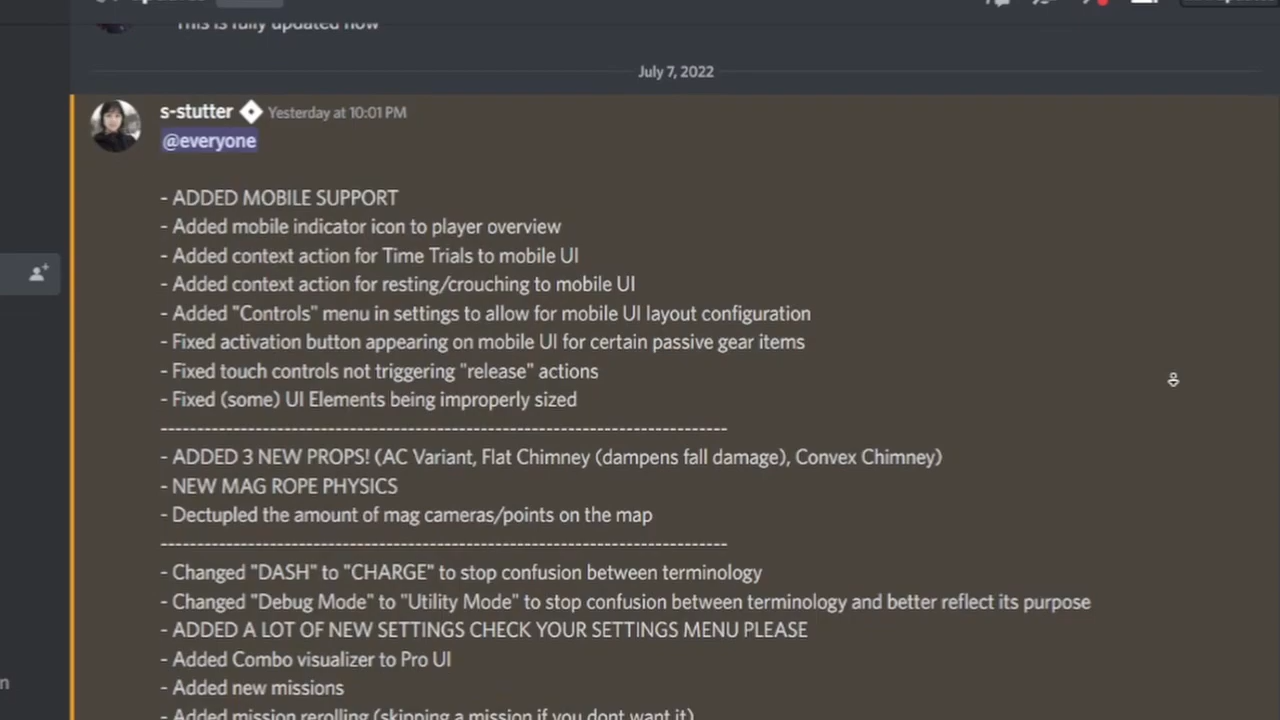 This is fully updated now
July 7, 2022
s-stutter Yesterday at 10:01 PM
@everyone
- ADDED MOBILE SUPPORT
- Added mobile indicator icon to player overview
- Added context action for Time Trials to mobile UI
- Added context action for resting/crouching to mobile UI
- Added "Controls" menu in settings to allow for mobile UI layout configuration
- Fixed activation button appearing on mobile UI for certain passive gear items
- Fixed touch controls not triggering "release" actions
- Fixed (some) UI Elements being improperly sized
------------------------------------------------------------------------------
- ADDED 3 NEW PROPS! (AC Variant, Flat Chimney (dampens fall damage), Convex Chimney)
- NEW MAG ROPE PHYSICS
- Dectupled the amount of mag cameras/points on the map
------------------------------------------------------------------------------
- Changed "DASH" to "CHARGE" to stop confusion between terminology
- Changed "Debug Mode" to "Utility Mode" to stop confusion between terminology and better reflect its purpose
- ADDED A LOT OF NEW SETTINGS CHECK YOUR SETTINGS MENU PLEASE
- Added Combo visualizer to Pro UI
- Added new missions
- Added mission rerolling (skipping a mission if you dont want it)